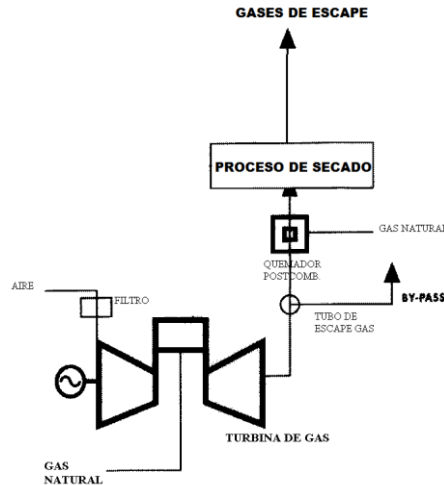 GASES DE ESCAPE
PROCESO DE SECADO
GAS NATURAL
QUEMADOR
POSTCOMB.
AIRE
FILTRO
BY-PASS
TUBO DE
ESCAPE GAS
TURBINA DE GAS
GAS
NATURAL